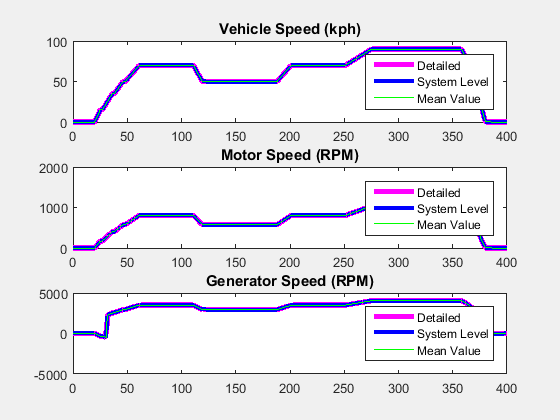 Vehicle Speed (kph)
100
50
0
Detailed
System Level
Mean Value
0 50 100 150 200 250 300 350 400
Motor Speed (RPM)
2000
1000
0
Detailed
System Level
Mean Value
0 50 100 150 200 250 300 350 400
Generator Speed (RPM)
5000
0
-5000
Detailed
System Level
Mean Value
0 50 100 150 200 250 300 350 400